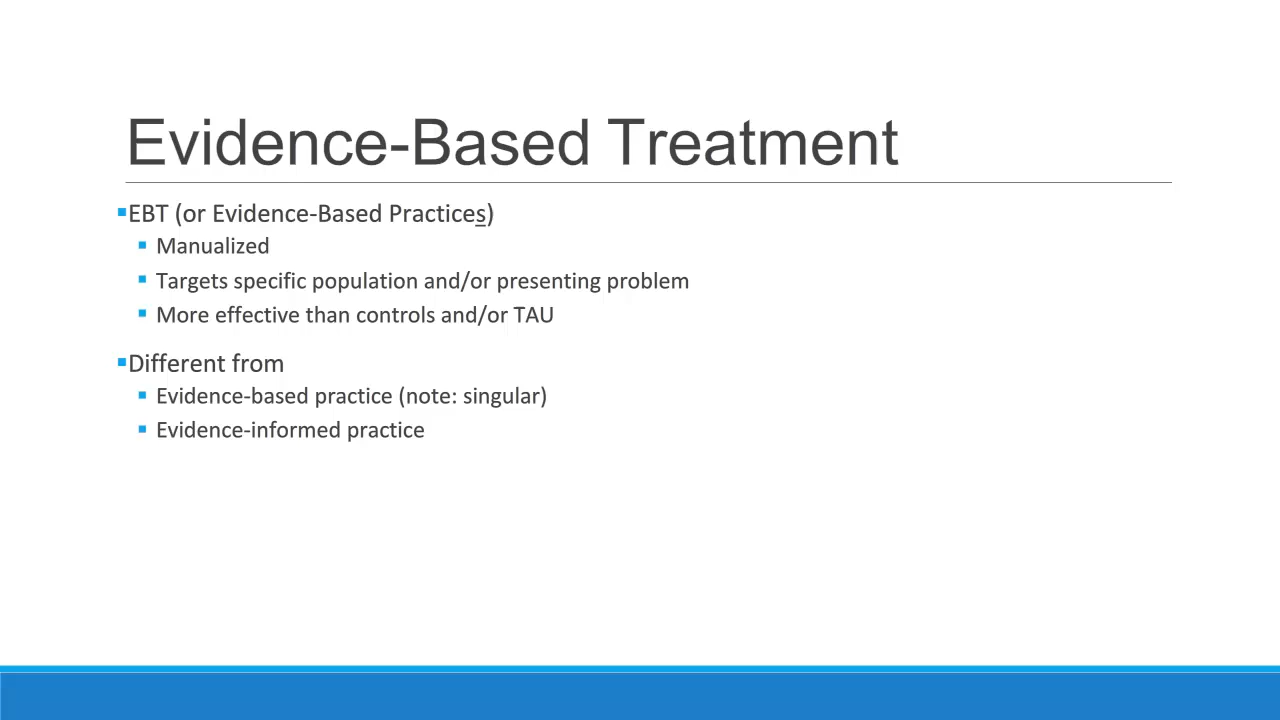 Evidence-Based Treatment
▪EBT (or Evidence-Based Practices)
▪ Manualized
▪ Targets specific population and/or presenting problem
▪ More effective than controls and/or TAU
▪Different from
▪ Evidence-based practice (note: singular)
▪ Evidence-informed practice